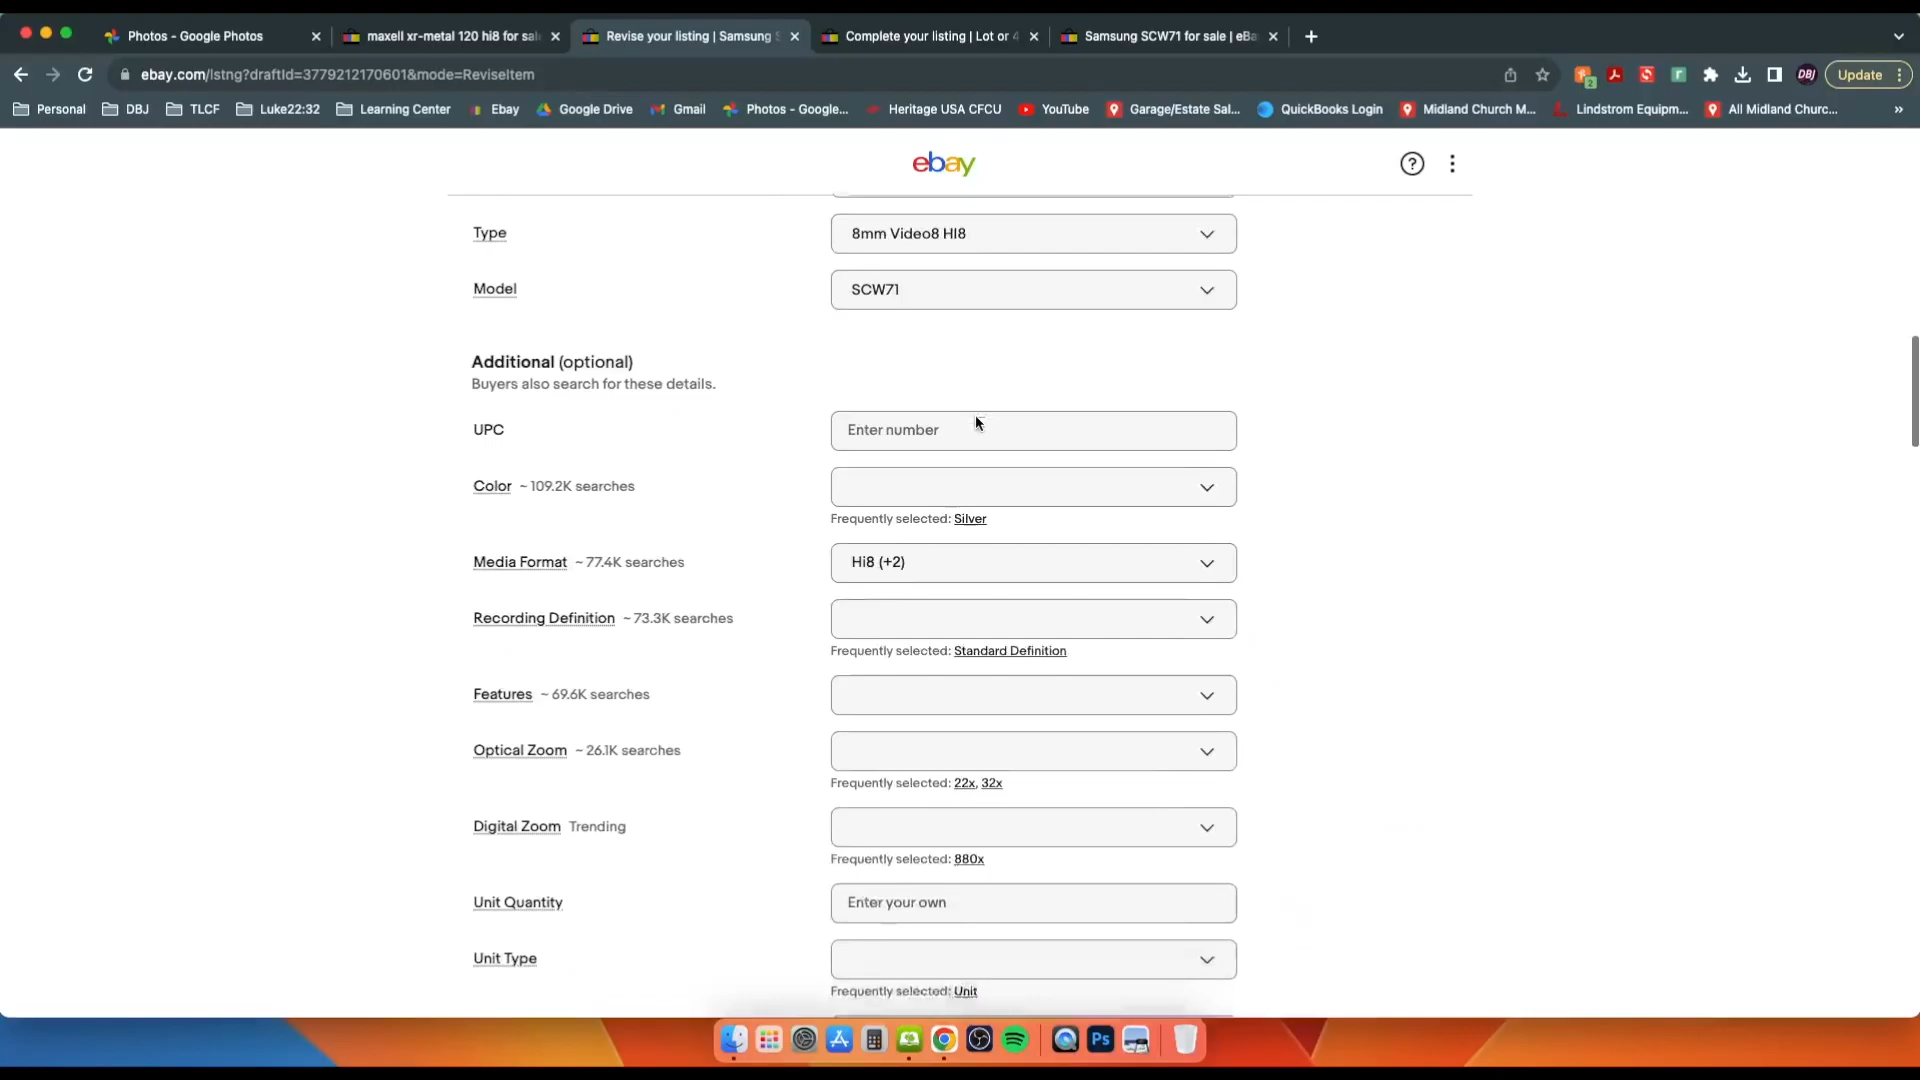 Photos - Google Photos
maxell xr-metal 120 hi8 for sal
Revise your listing | Samsung S
Complete your listing | Lot or 4
Samsung SCW71 for sale | eBa
ebay.com/lstng?draftId=3779212170601&mode=ReviseItem
2
DBJ
Update
Personal
DBJ
TLCF
Luke22:32
Learning Center
Ebay
Google Drive
Gmail
Photos - Google...
Heritage USA CFCU
YouTube
Garage/Estate Sal...
QuickBooks Login
Midland Church M...
Lindstrom Equipm...
All Midland Churc...
»
ebay
?
Type
8mm Video8 HI8
Model
SCW71
Additional (optional)
Buyers also search for these details.
UPC
Enter number
Color ~ 109.2K searches
Frequently selected: Silver
Media Format ~ 77.4K searches
Hi8 (+2)
Recording Definition ~ 73.3K searches
Frequently selected: Standard Definition
Features ~ 69.6K searches
Optical Zoom ~ 26.1K searches
Frequently selected: 22x, 32x
Digital Zoom Trending
Frequently selected: 880x
Unit Quantity
Enter your own
Unit Type
Frequently selected: Unit
Ps